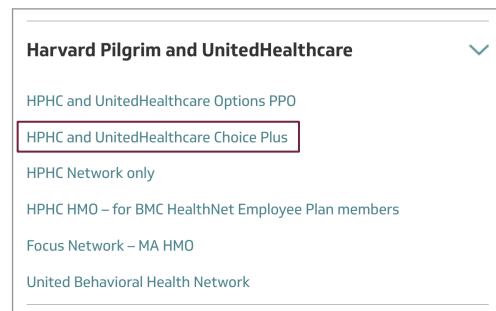 Harvard Pilgrim and UnitedHealthcare
HPHC and UnitedHealthcare Options PPO
HPHC and UnitedHealthcare Choice Plus
HPHC Network only
HPHC HMO – for BMC HealthNet Employee Plan members
Focus Network – MA HMO
United Behavioral Health Network